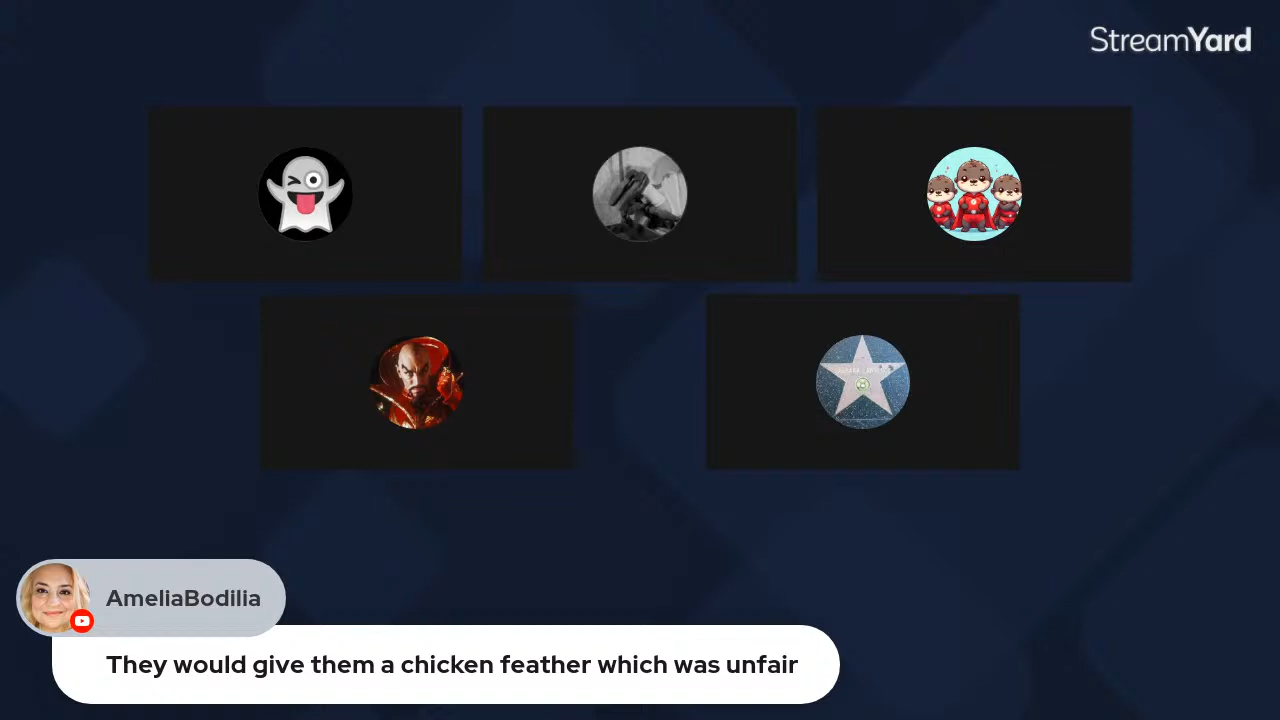 StreamYard
AmeliaBodilia
They would give them a chicken feather which was unfair